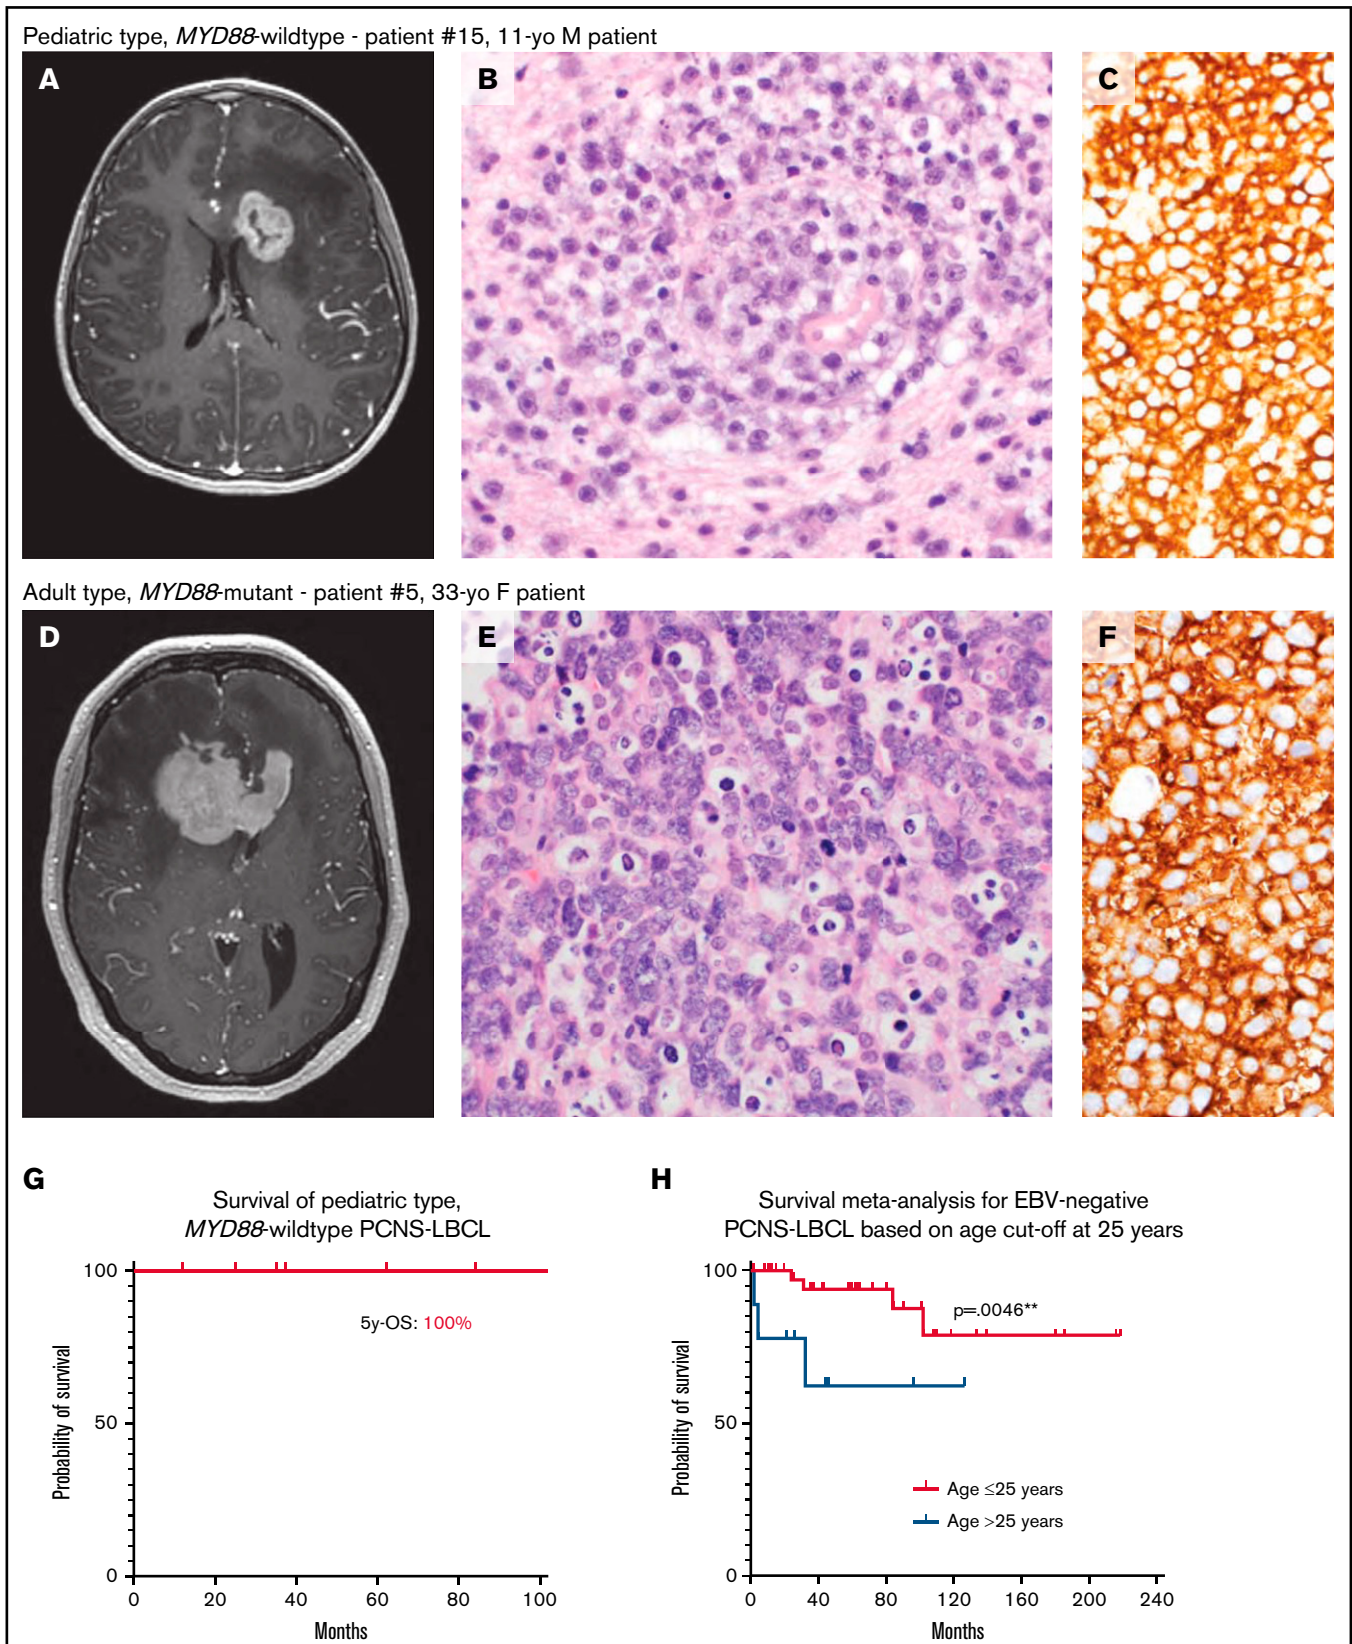 Pediatric type, MYD88-wildtype - patient #15, 11-yo M patient
A
B
C
Adult type, MYD88-mutant - patient #5, 33-yo F patient
D
E
F
G
Survival of pediatric type,
MYD88-wildtype PCNS-LBCL
100
50
0
Probability of survival
5y-OS: 100%
0 20 40 60 80 100
Months
H
Survival meta-analysis for EBV-negative
PCNS-LBCL based on age cut-off at 25 years
100
50
0
Probability of survival
p=.0046**
Age ≤25 years
Age >25 years
0 40 80 120 160 200 240
Months